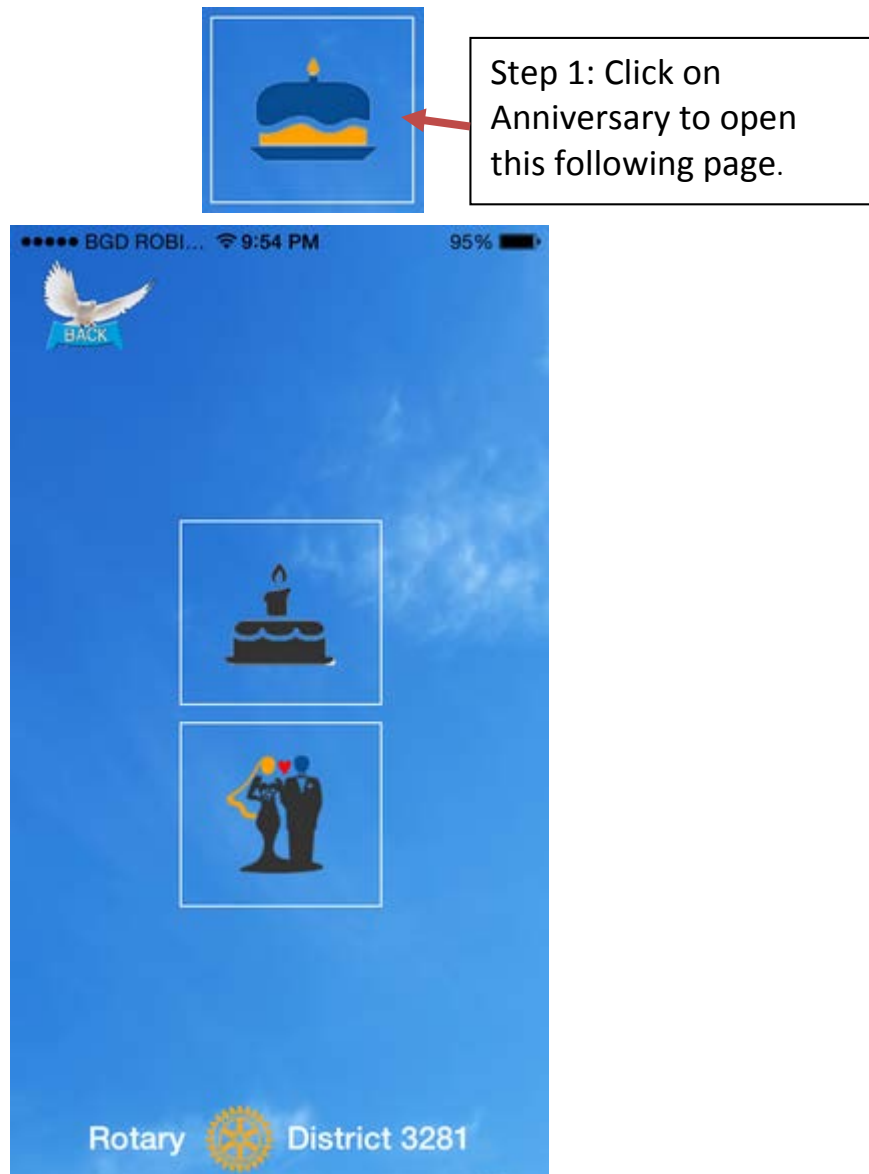 Step 1: Click on
Anniversary to open
this following page.
BGD ROBI... 9:54 PM 95%
BACK
Rotary District 3281